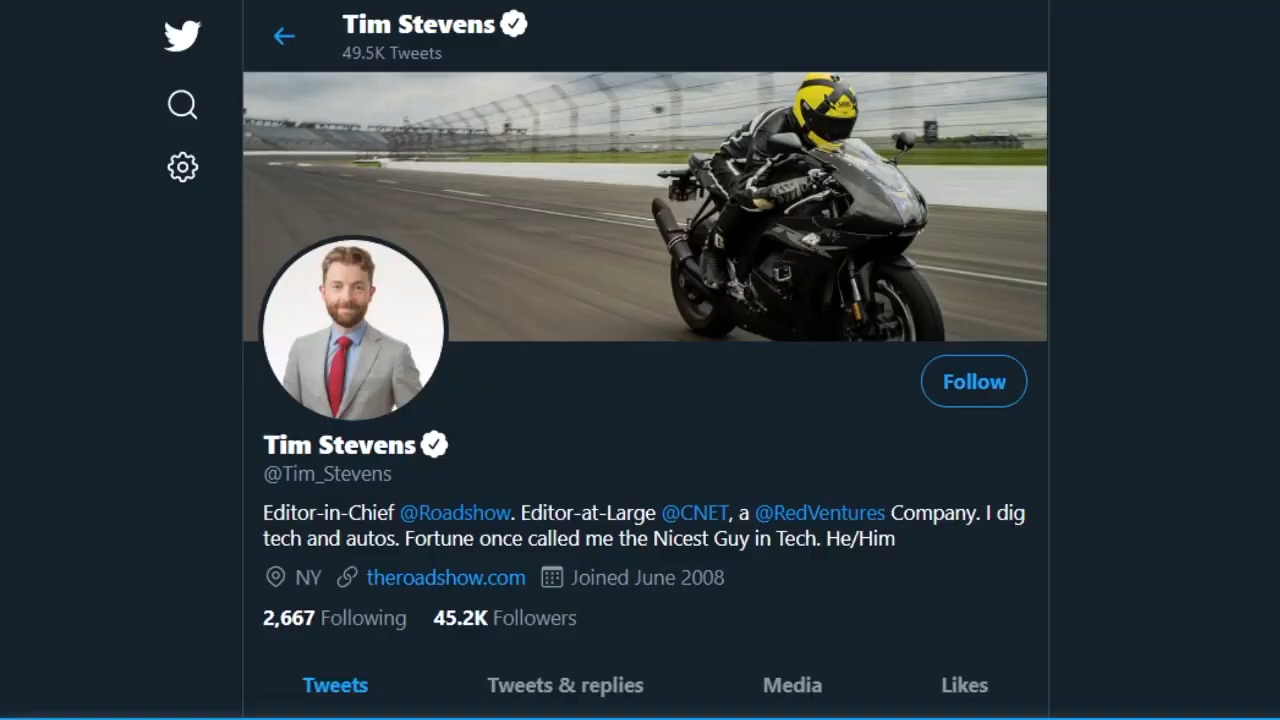 Tim Stevens
49.5K Tweets
Follow
Tim Stevens
@Tim_Stevens
Editor-in-Chief @Roadshow. Editor-at-Large @CNET, a @RedVentures Company. I dig
tech and autos. Fortune once called me the Nicest Guy in Tech. He/Him
NY theroadshow.com Joined June 2008
2,667 Following 45.2K Followers
Tweets Tweets & replies Media Likes